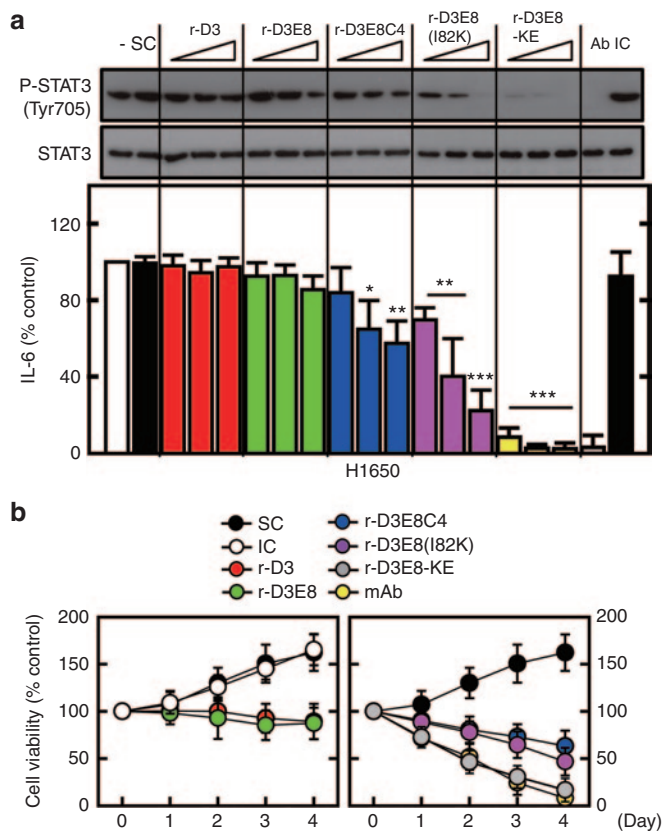 a
- SC r-D3 r-D3E8 r-D3E8C4 r-D3E8 (I82K) r-D3E8 -KE Ab IC
P-STAT3
(Tyr705)
STAT3
120
80
40
0
IL-6 (% control)
*
**
**
***
***
H1650
b
SC r-D3E8C4
IC r-D3E8(I82K)
r-D3 r-D3E8-KE
r-D3E8 mAb
Cell viability (% control)
200 200
150 150
100 100
50 50
0 0
0 1 2 3 4 0 1 2 3 4 (Day)